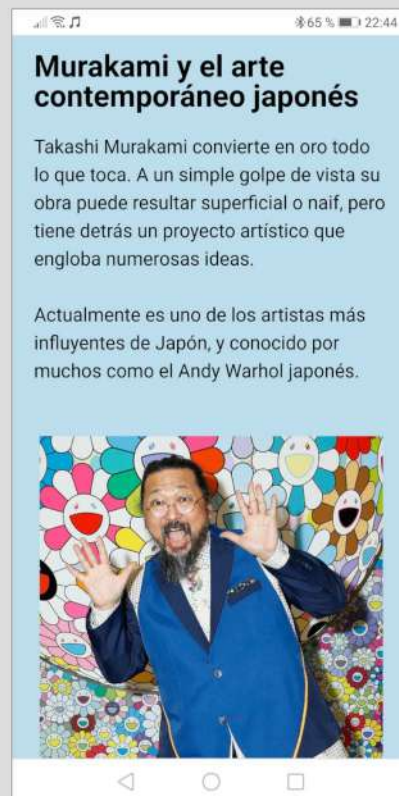 65 % 22:44
Murakami y el arte
contemporáneo japonés
Takashi Murakami convierte en oro todo
lo que toca. A un simple golpe de vista su
obra puede resultar superficial o naif, pero
tiene detrás un proyecto artístico que
engloba numerosas ideas.
Actualmente es uno de los artistas más
influyentes de Japón, y conocido por
muchos como el Andy Warhol japonés.